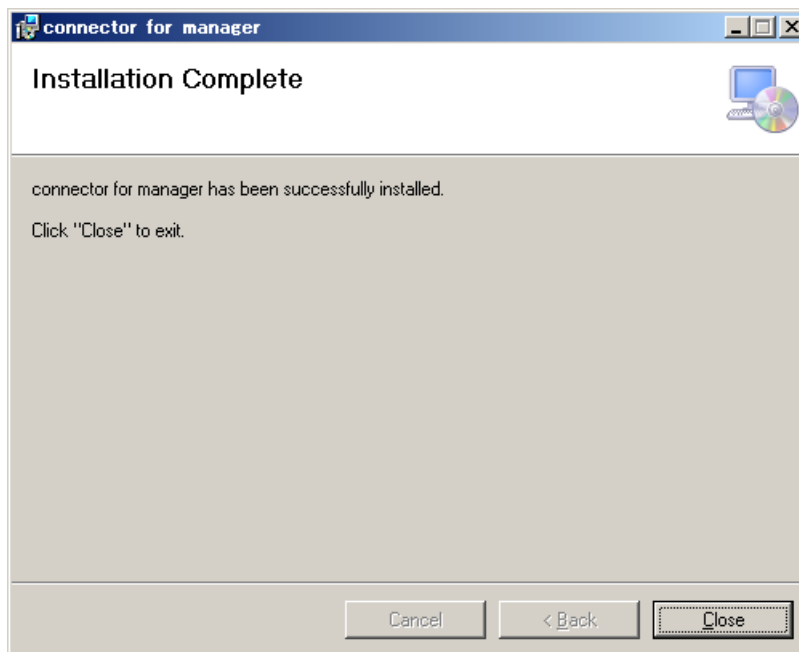 connector for manager
Installation Complete
connector for manager has been successfully installed.
Click "Close" to exit.
Cancel
< Back
Close